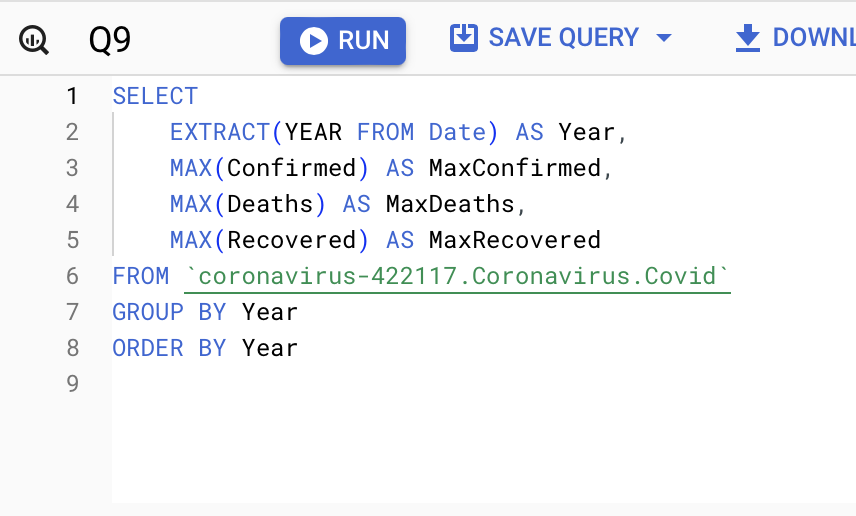 Q9 RUN SAVE QUERY DOWNL
1 SELECT
2 EXTRACT(YEAR FROM Date) AS Year,
3 MAX(Confirmed) AS MaxConfirmed,
4 MAX(Deaths) AS MaxDeaths,
5 MAX(Recovered) AS MaxRecovered
6 FROM `coronavirus-422117.Coronavirus.Covid`
7 GROUP BY Year
8 ORDER BY Year
9